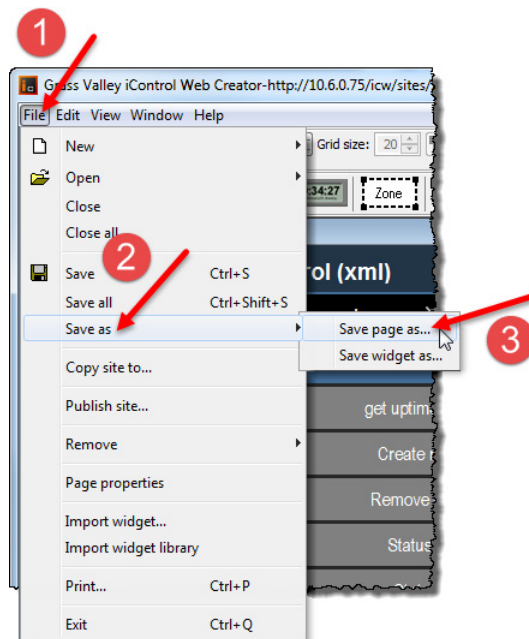 1
Grass Valley iControl Web Creator-http://10.6.0.75/icw/sites/
File Edit View Window Help
New
Grid size: 20
Open
:34:27 Zone
Close
Close all
2
Save Ctrl+S
rol (xml)
Save all Ctrl+Shift+S
Save as
Save page as...
3
Save widget as...
Copy site to...
Publish site...
get uptim
Remove
Create
Page properties
Remove
Import widget...
Import widget library
Status
Print... Ctrl+P
Exit Ctrl+Q